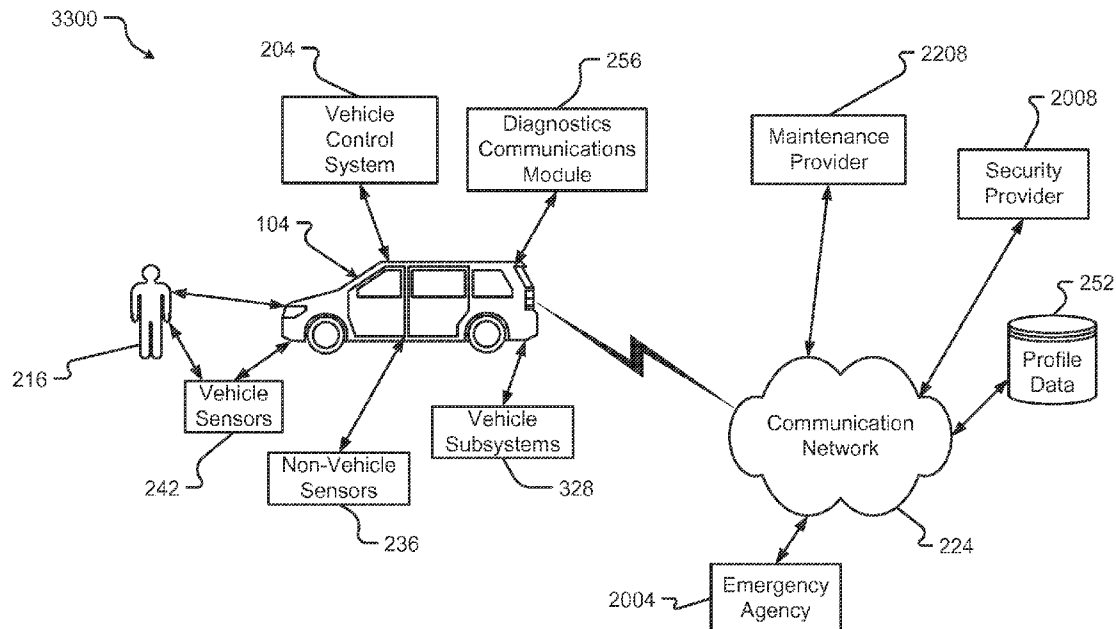 3300
204
256
2208
2008
Vehicle
Control
System
Diagnostics
Communications
Module
Maintenance
Provider
Security
Provider
104
252
Profile
Data
216
Vehicle
Sensors
Vehicle
Subsystems
Communication
Network
242
Non-Vehicle
Sensors
328
236
224
2004
Emergency
Agency